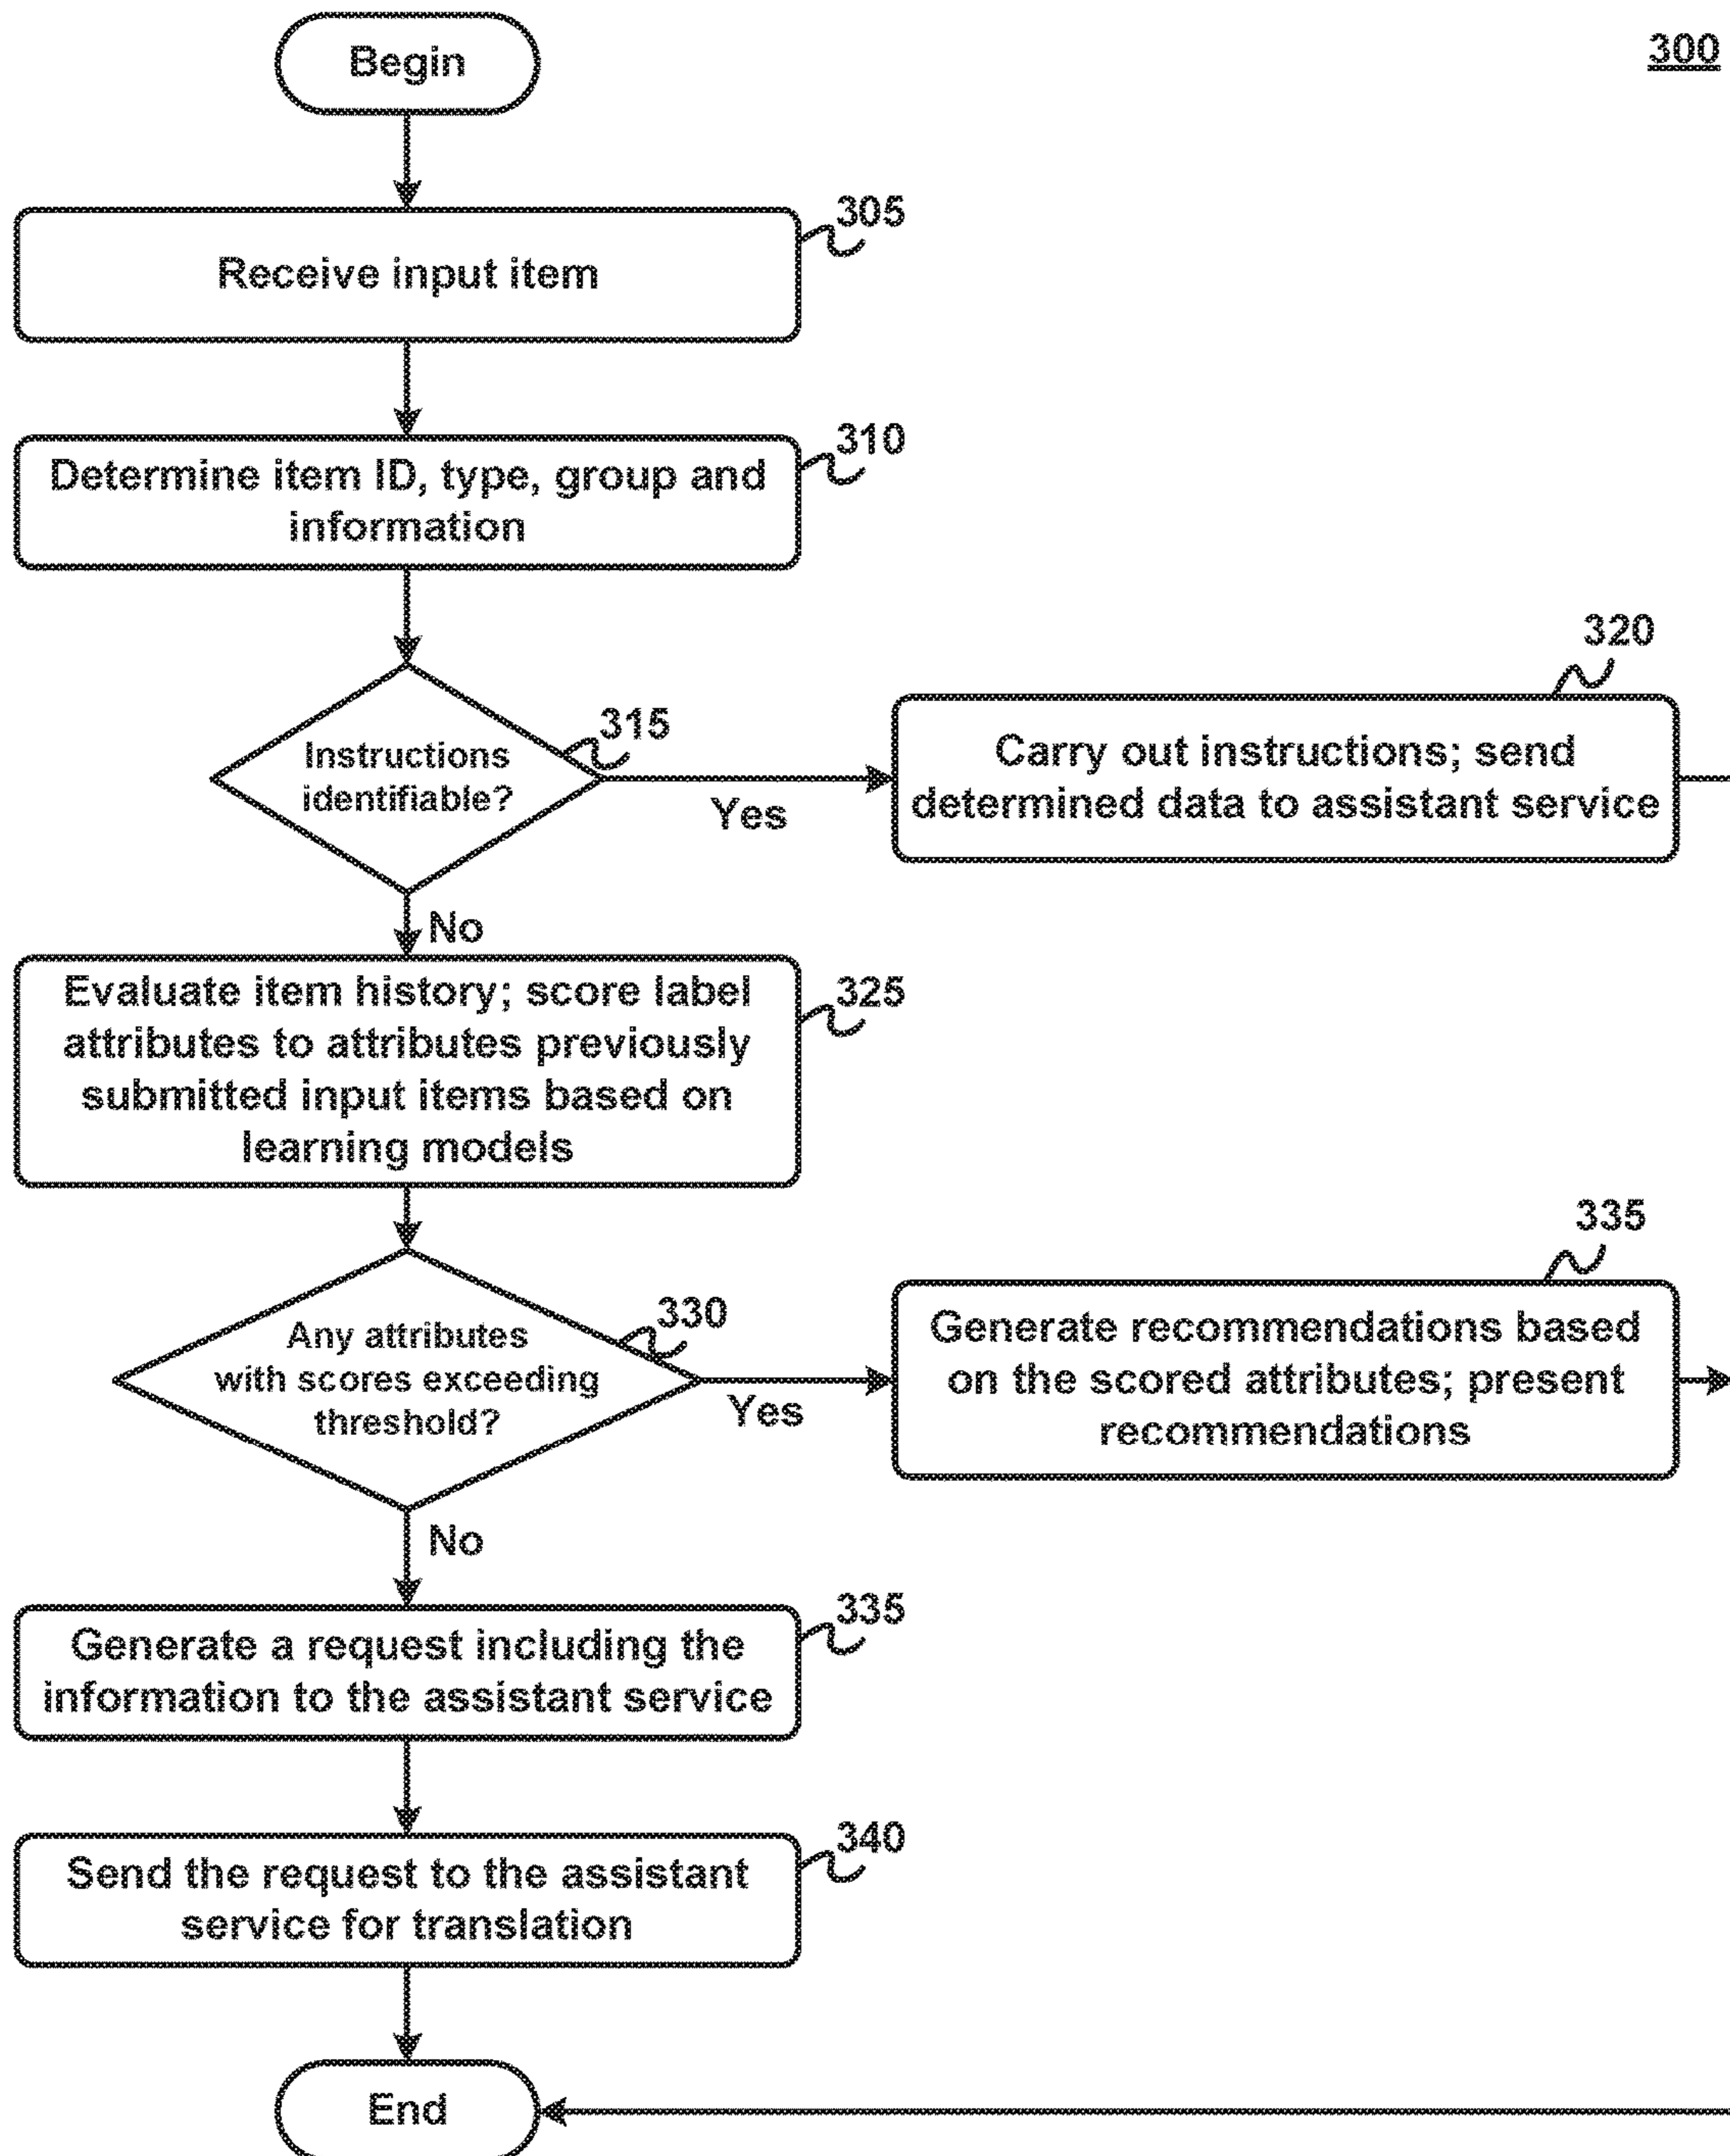 Begin
300
305
Receive input item
310
Determine item ID, type, group and
information
320
315
Instructions
identifiable?
Yes
Carry out instructions; send
determined data to assistant service
No
325
Evaluate item history; score label
attributes to attributes previously
submitted input items based on
learning models
335
330
Any attributes
with scores exceeding
threshold?
Yes
Generate recommendations based
on the scored attributes; present
recommendations
No
335
Generate a request including the
information to the assistant service
340
Send the request to the assistant
service for translation
End